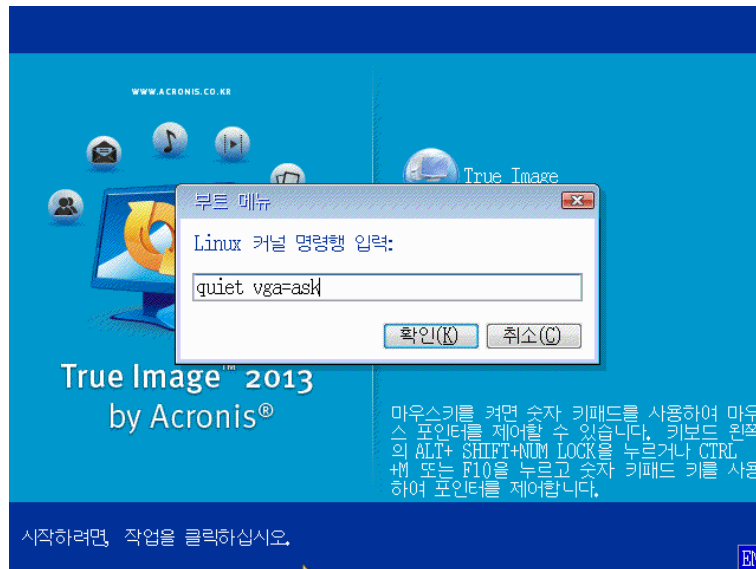 WWW.ACRONIS.CO.KR
True Image
부트 메뉴
Linux 커널 명령행 입력:
quiet vga=ask
확인(K)
취소(C)
True Image™ 2013
by Acronis®
마우스키를 켜면 숫자 키패드를 사용하여 마우
스 포인터를 제어할 수 있습니다. 키보드 왼쪽
의 ALT+ SHIFT+NUM LOCK을 누르거나 CTRL
+M 또는 F10을 누르고 숫자 키패드 키를 사용
하여 포인터를 제어합니다.
시작하려면, 작업을 클릭하십시오.
EN